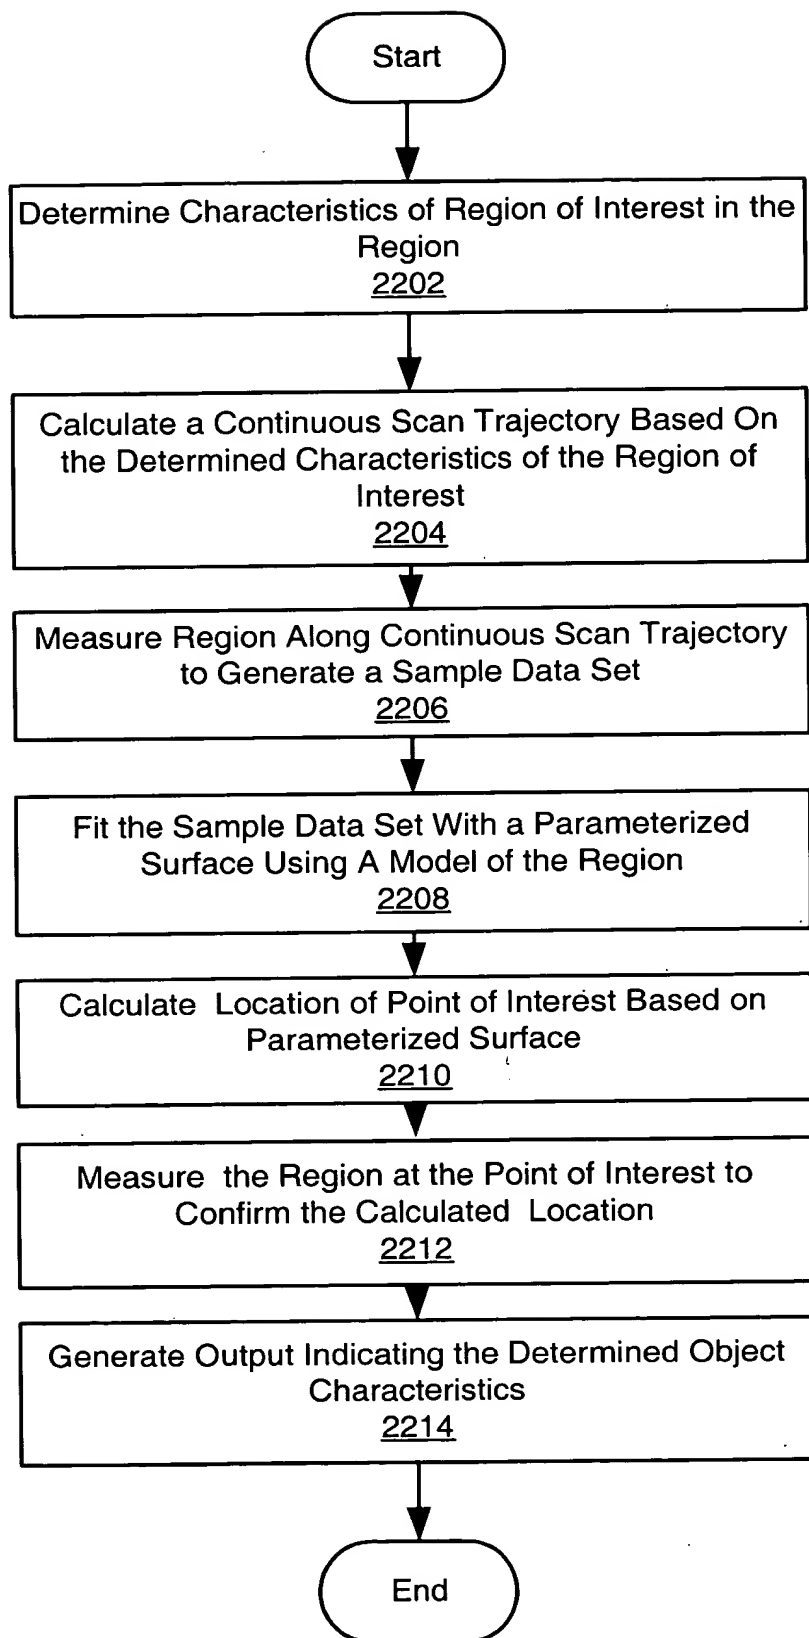 Start
Determine Characteristics of Region of Interest in the
Region
2202
Calculate a Continuous Scan Trajectory Based On
the Determined Characteristics of the Region of
Interest
2204
Measure Region Along Continuous Scan Trajectory
to Generate a Sample Data Set
2206
Fit the Sample Data Set With a Parameterized
Surface Using A Model of the Region
2208
Calculate Location of Point of Interest Based on
Parameterized Surface
2210
Measure the Region at the Point of Interest to
Confirm the Calculated Location
2212
Generate Output Indicating the Determined Object
Characteristics
2214
End